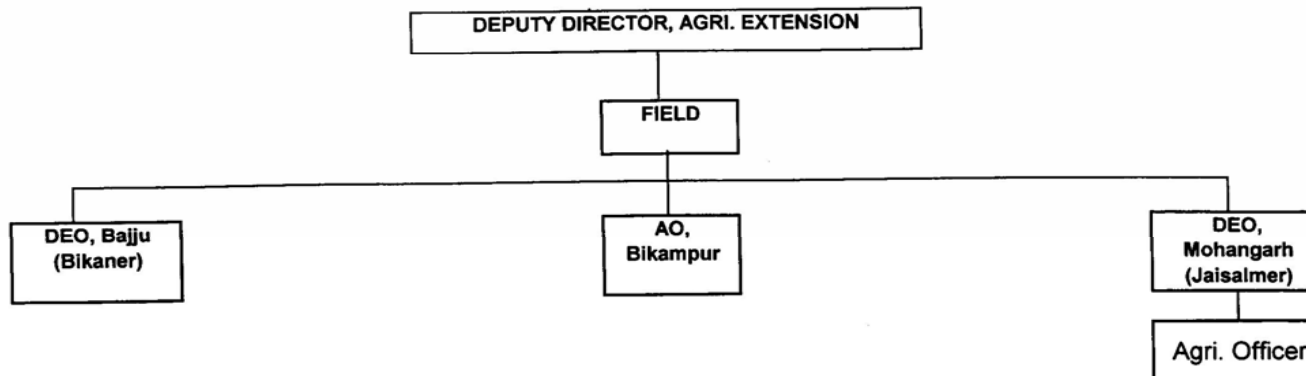 DEPUTY DIRECTOR, AGRI. EXTENSION
FIELD
DEO, Bajju
(Bikaner)
AO,
Bikampur
DEO,
Mohangarh
(Jaisalmer)
Agri. Officer